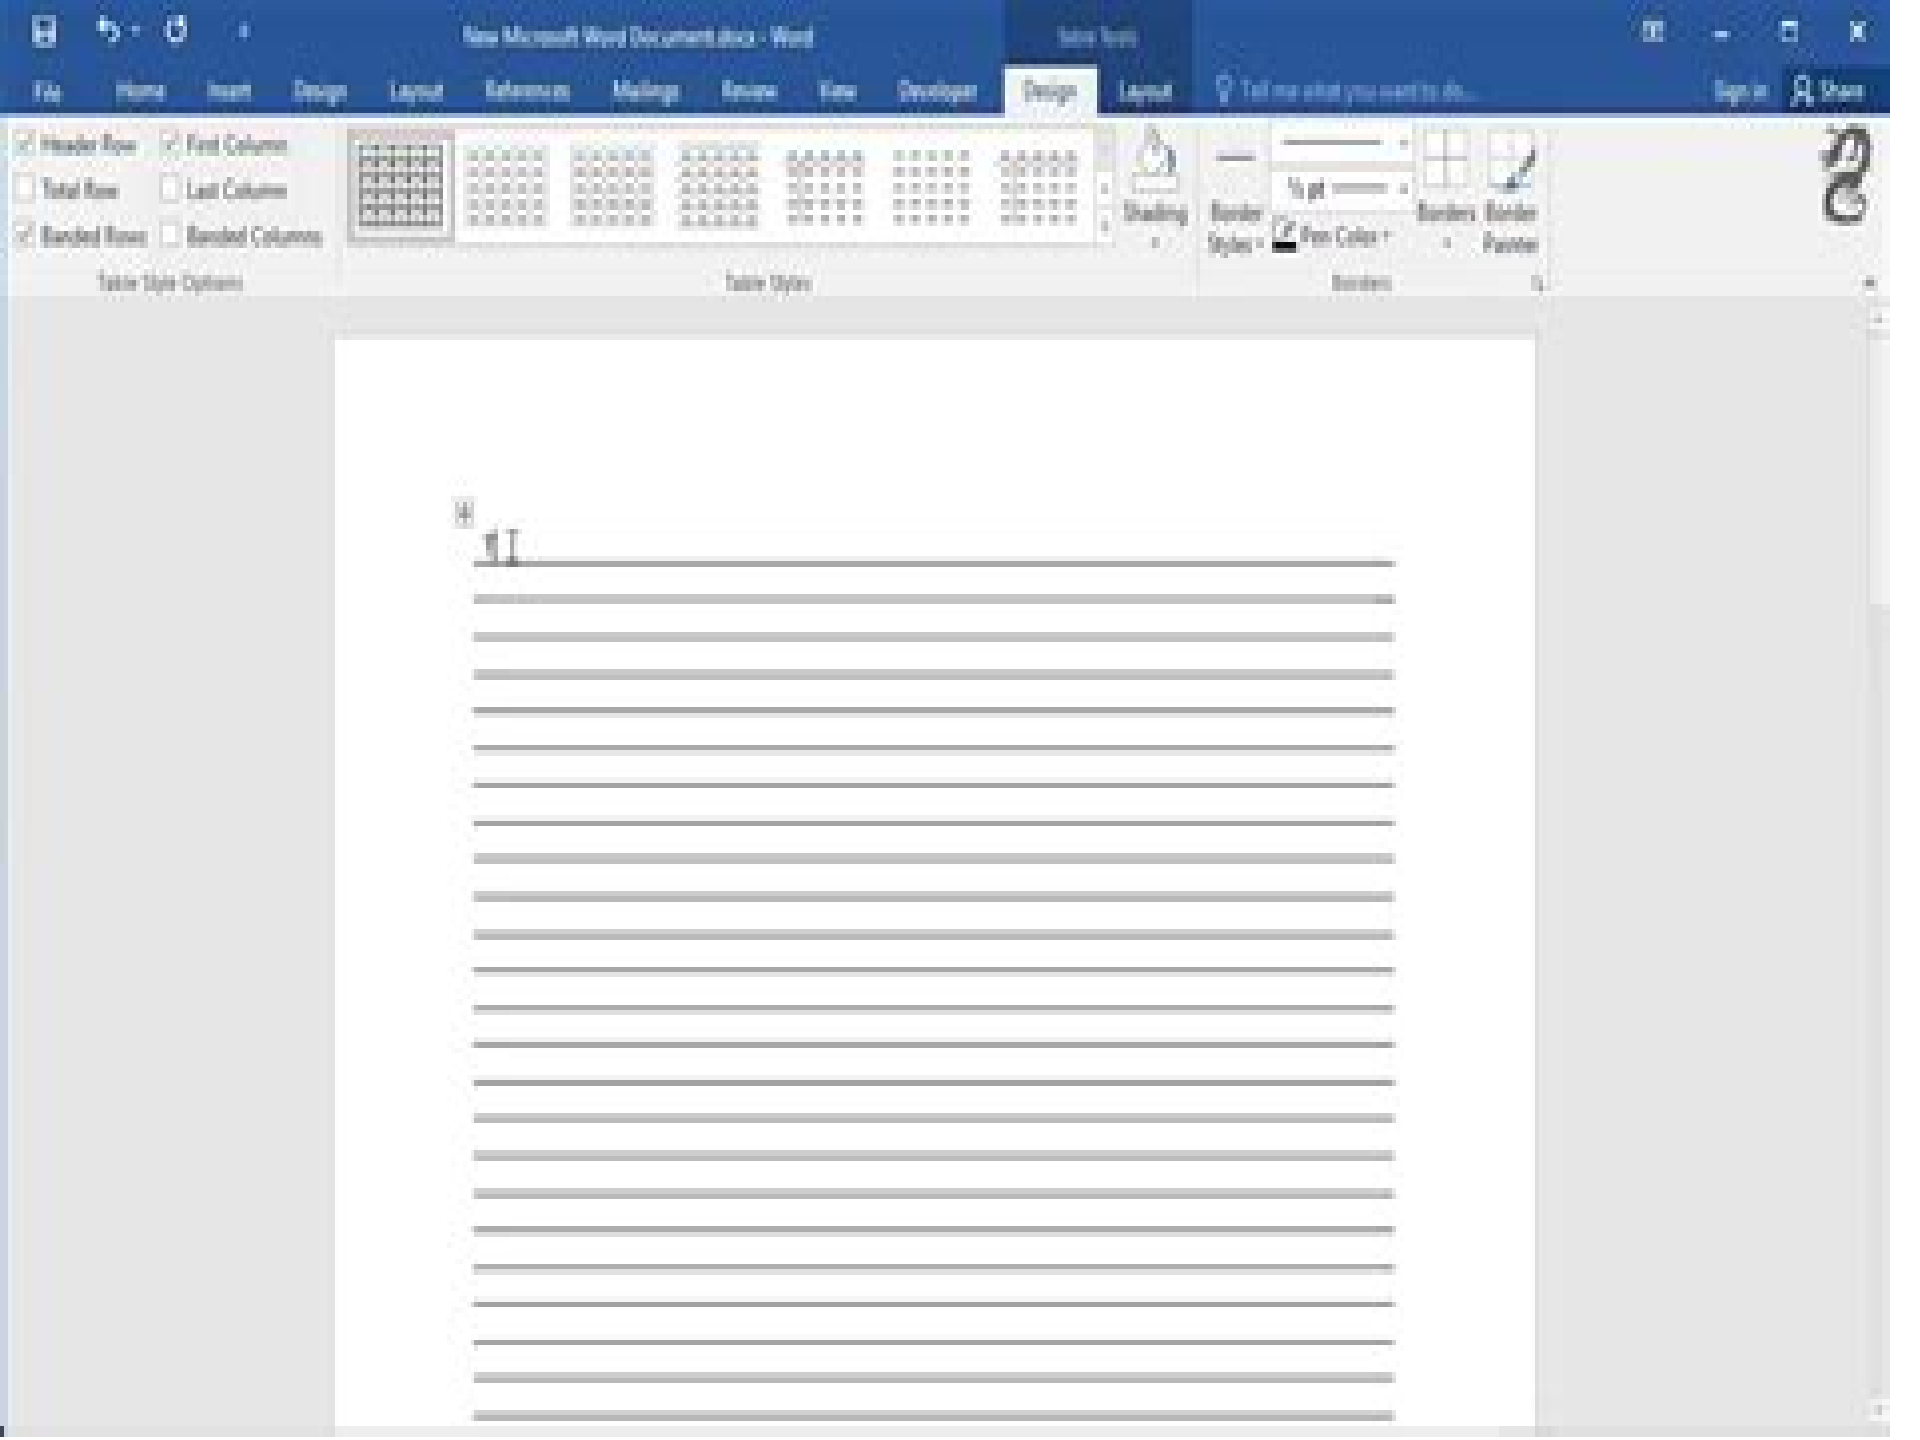 New Microsoft Word Document.docx - Word
Table Tools
File Home Insert Design Layout References Mailings Review View Developer Design Layout Tell me what you want to do... Sign in Share
Header Row First Column
Total Row Last Column
Banded Rows Banded Columns
Table Style Options
Table Styles
Shading
Border Styles
½ pt
Pen Color
Borders
Border Painter
Borders